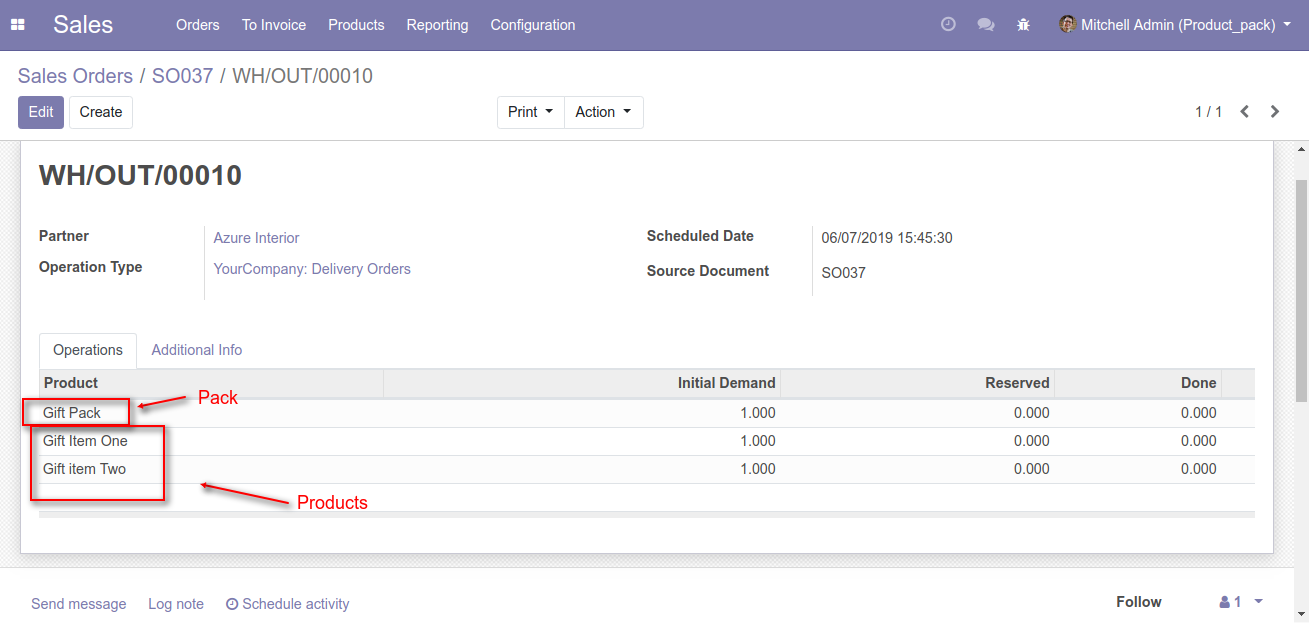 Sales Orders To Invoice Products Reporting Configuration Mitchell Admin (Product_pack)
Sales Orders / SO037 / WH/OUT/00010
Edit Create Print Action 1 / 1
WH/OUT/00010
Partner Azure Interior Scheduled Date 06/07/2019 15:45:30
Operation Type YourCompany: Delivery Orders Source Document SO037
Operations Additional Info
Product Initial Demand Reserved Done
Pack
Gift Pack 1.000 0.000 0.000
Gift Item One 1.000 0.000 0.000
Gift item Two 1.000 0.000 0.000
Products
Send message Log note Schedule activity Follow 1